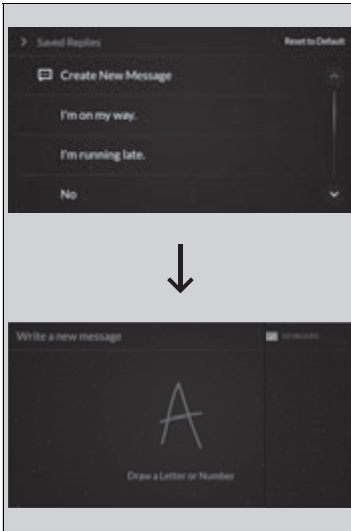 Saved Replies
Reset to Default
Create New Message
I'm on my way.
I'm running late.
No
Write a new message
KEYBOARD
A
Draw a Letter or Number